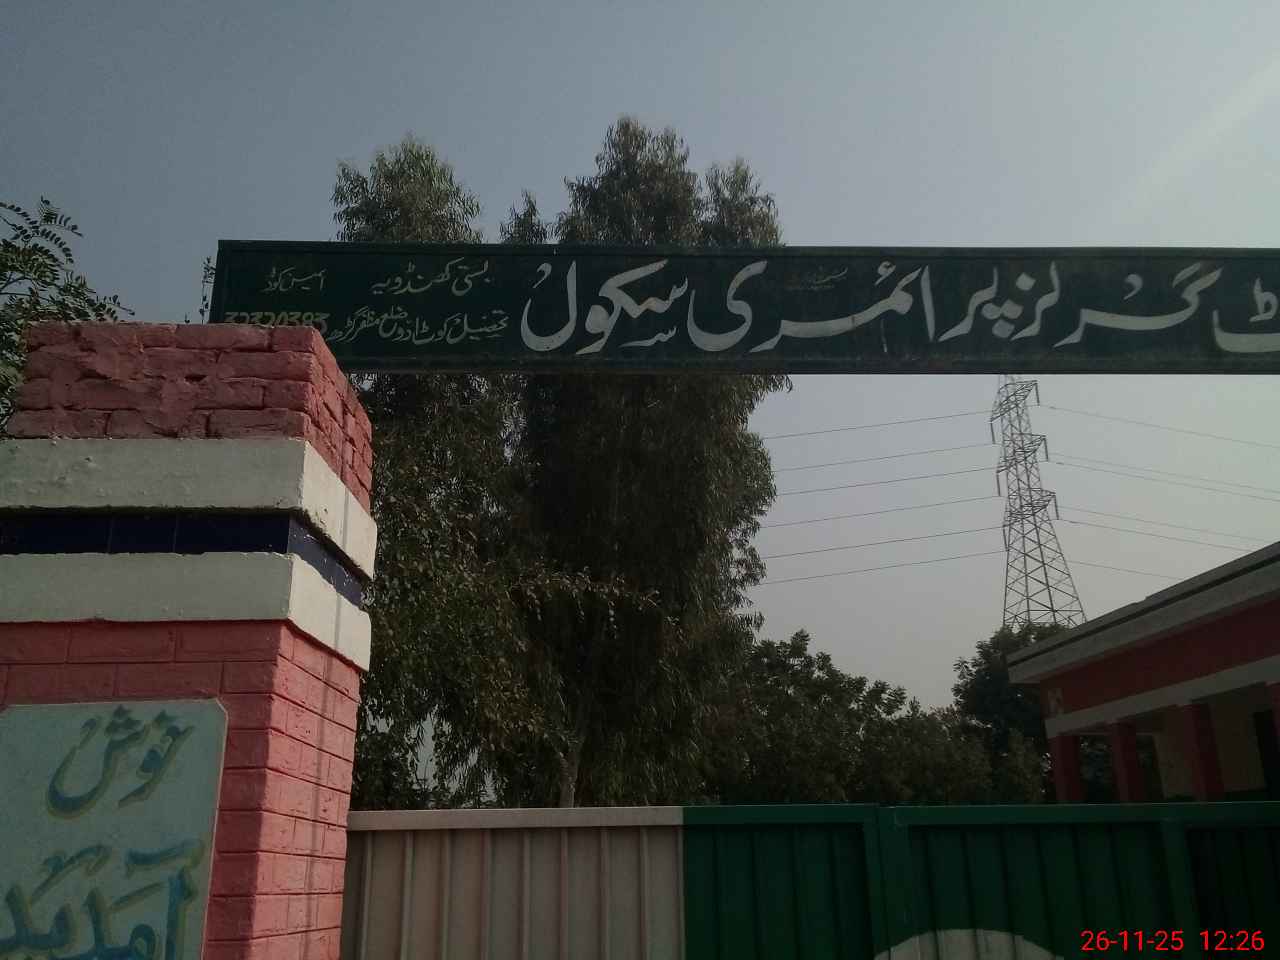 ٹ گرلز پرائمری سکول
بستی کھنڈویہ
تحصیل کوٹ ادو ضلع مظفرگڑھ
ایمس کوڈ
32320383
خوش
آمدید
26-11-25 12:26